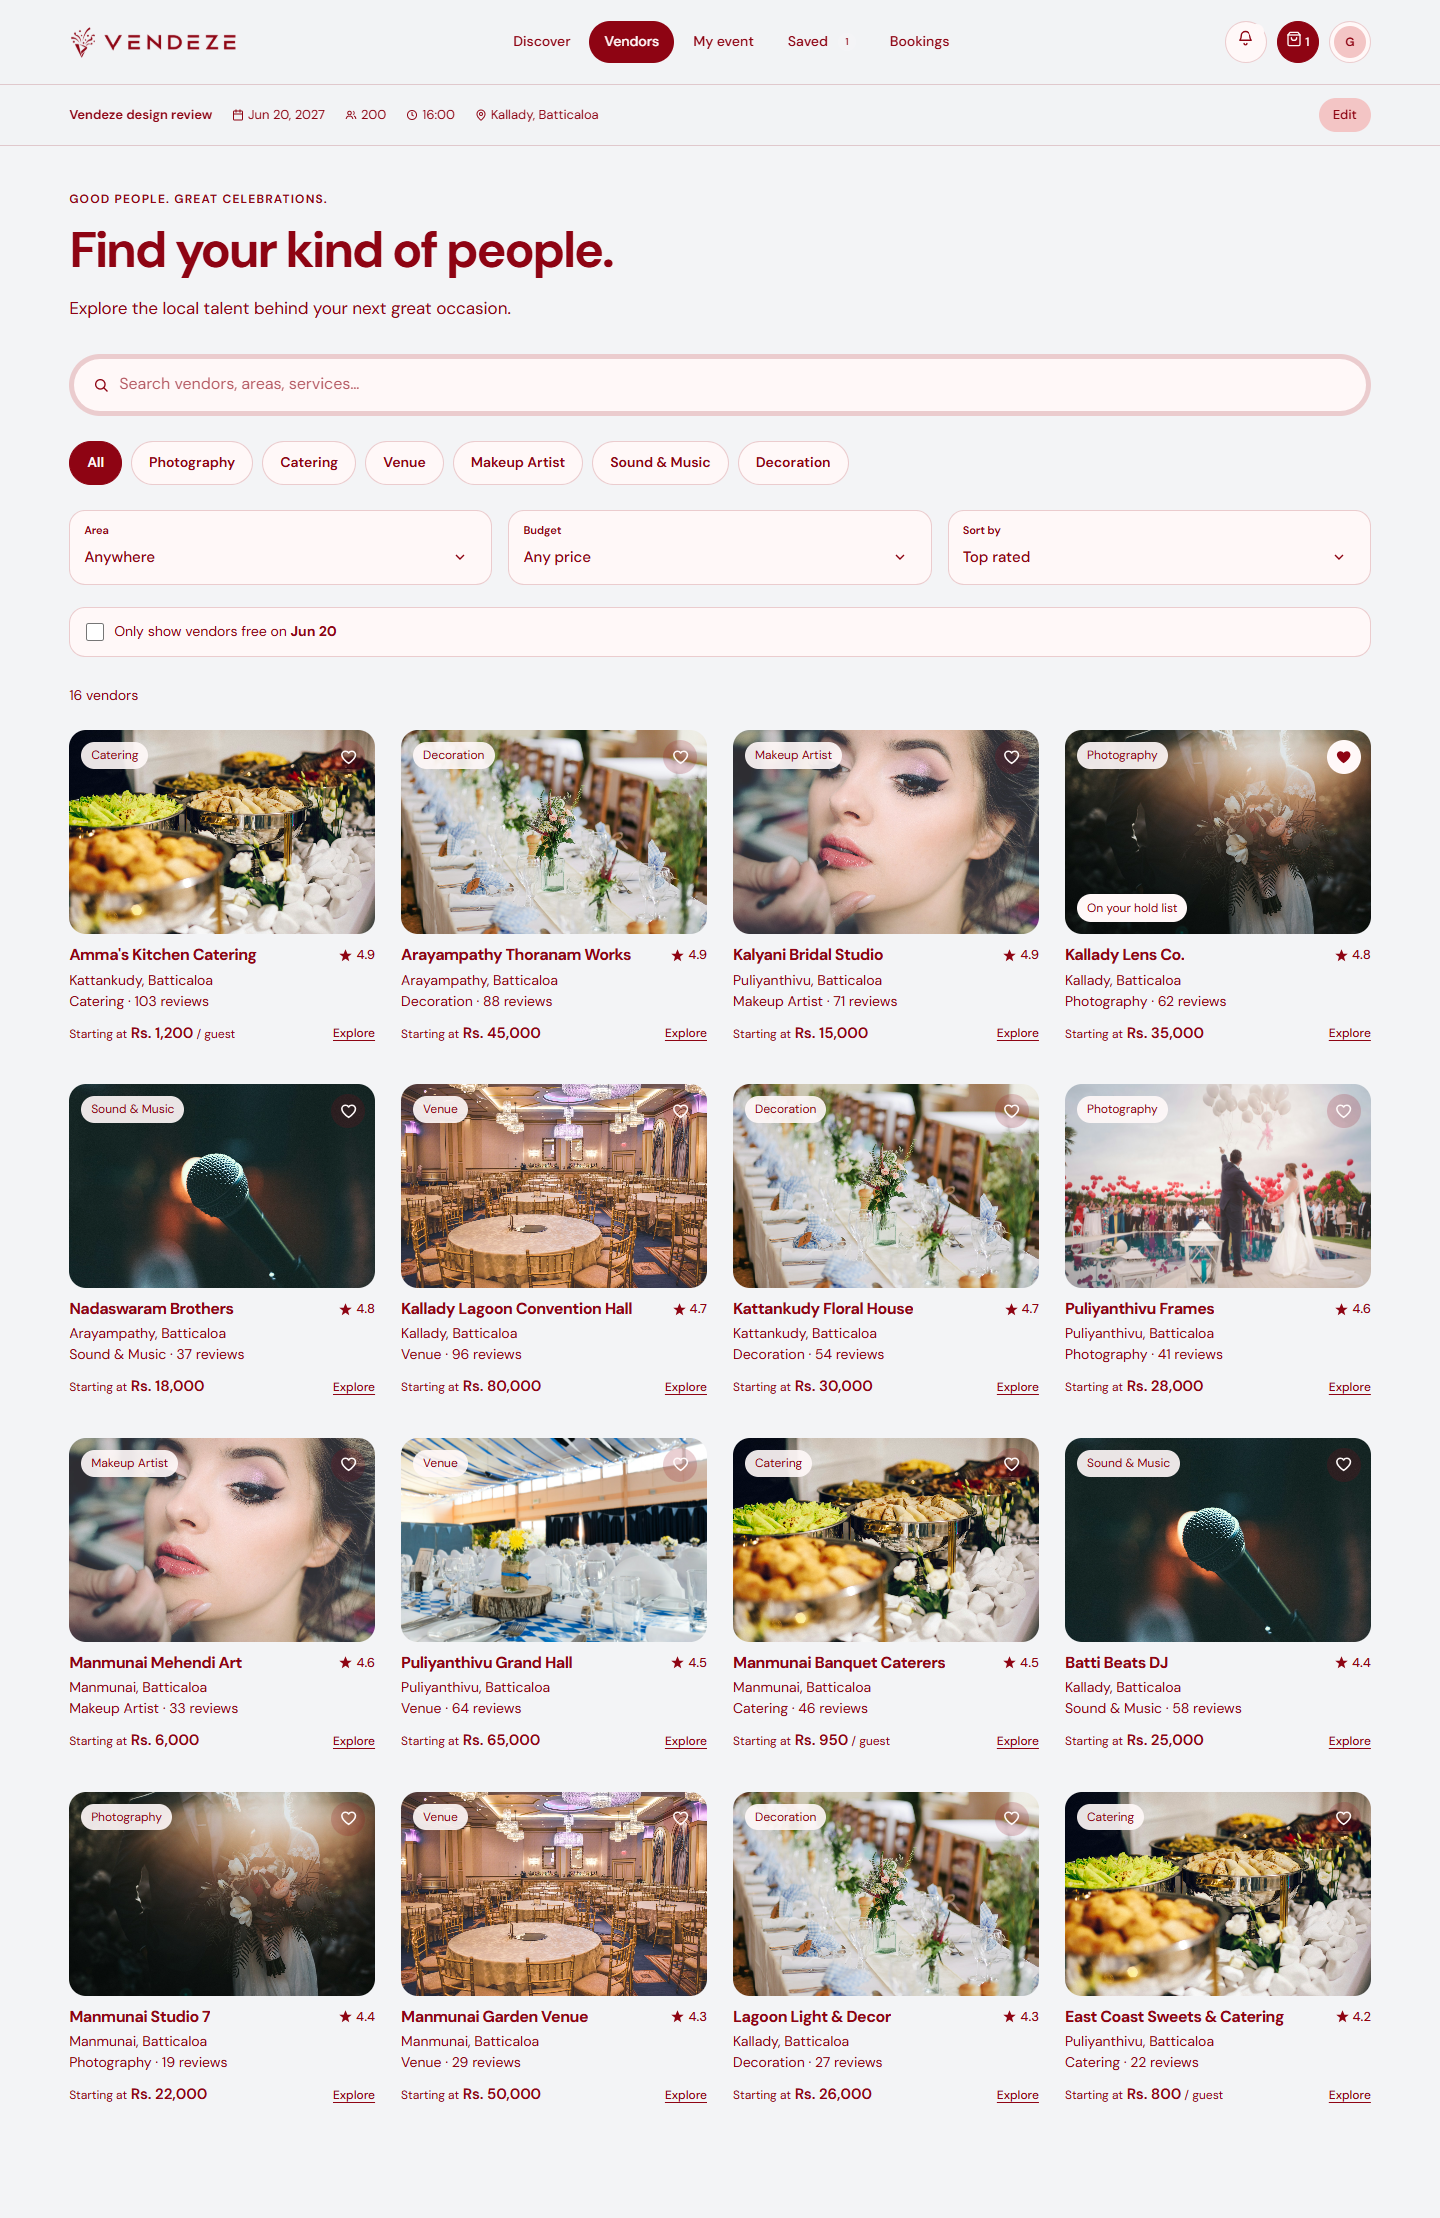 VENDEZE
Discover Vendors My event Saved 1 Bookings
1 G
Vendeze design review Jun 20, 2027 200 16:00 Kallady, Batticaloa Edit
GOOD PEOPLE. GREAT CELEBRATIONS.
Find your kind of people.
Explore the local talent behind your next great occasion.
Search vendors, areas, services...
All Photography Catering Venue Makeup Artist Sound & Music Decoration
Area Budget Sort by
Anywhere Any price Top rated
Only show vendors free on Jun 20
16 vendors
Catering Decoration Makeup Artist Photography
On your hold list
Amma's Kitchen Catering 4.9 Arayampathy Thoranam Works 4.9 Kalyani Bridal Studio 4.9 Kallady Lens Co. 4.8
Kattankudy, Batticaloa Arayampathy, Batticaloa Puliyanthivu, Batticaloa Kallady, Batticaloa
Catering · 103 reviews Decoration · 88 reviews Makeup Artist · 71 reviews Photography · 62 reviews
Starting at Rs. 1,200 / guest Explore Starting at Rs. 45,000 Explore Starting at Rs. 15,000 Explore Starting at Rs. 35,000 Explore
Sound & Music Venue Decoration Photography
Nadaswaram Brothers 4.8 Kallady Lagoon Convention Hall 4.7 Kattankudy Floral House 4.7 Puliyanthivu Frames 4.6
Arayampathy, Batticaloa Kallady, Batticaloa Kattankudy, Batticaloa Puliyanthivu, Batticaloa
Sound & Music · 37 reviews Venue · 96 reviews Decoration · 54 reviews Photography · 41 reviews
Starting at Rs. 18,000 Explore Starting at Rs. 80,000 Explore Starting at Rs. 30,000 Explore Starting at Rs. 28,000 Explore
Makeup Artist Venue Catering Sound & Music
Manmunai Mehendi Art 4.6 Puliyanthivu Grand Hall 4.5 Manmunai Banquet Caterers 4.5 Batti Beats DJ 4.4
Manmunai, Batticaloa Puliyanthivu, Batticaloa Manmunai, Batticaloa Kallady, Batticaloa
Makeup Artist · 33 reviews Venue · 64 reviews Catering · 46 reviews Sound & Music · 58 reviews
Starting at Rs. 6,000 Explore Starting at Rs. 65,000 Explore Starting at Rs. 950 / guest Explore Starting at Rs. 25,000 Explore
Photography Venue Decoration Catering
Manmunai Studio 7 4.4 Manmunai Garden Venue 4.3 Lagoon Light & Decor 4.3 East Coast Sweets & Catering 4.2
Manmunai, Batticaloa Manmunai, Batticaloa Kallady, Batticaloa Puliyanthivu, Batticaloa
Photography · 19 reviews Venue · 29 reviews Decoration · 27 reviews Catering · 22 reviews
Starting at Rs. 22,000 Explore Starting at Rs. 50,000 Explore Starting at Rs. 26,000 Explore Starting at Rs. 800 / guest Explore